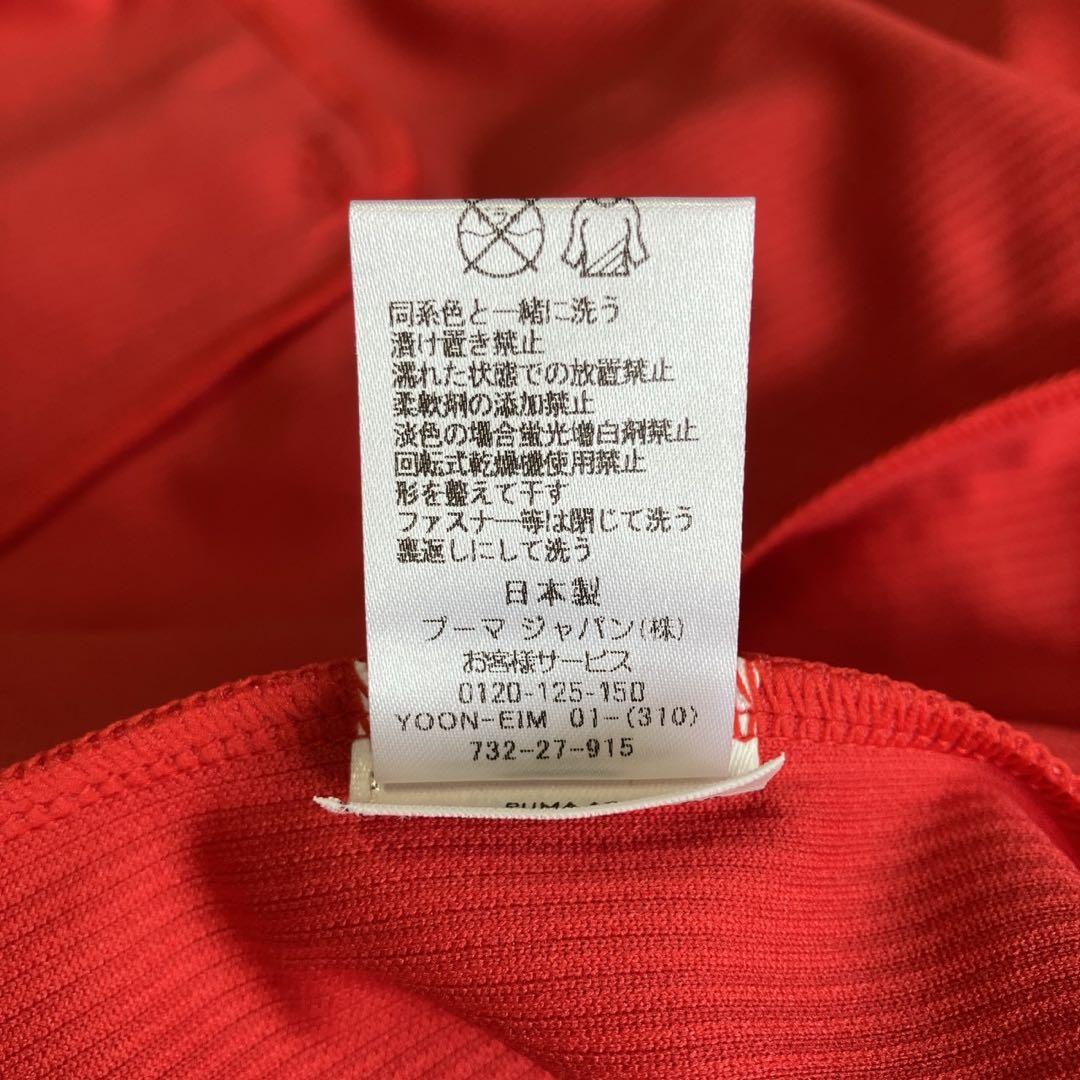 同系色と一緒に洗う
漬け置き禁止
濡れた状態での放置禁止
柔軟剤の添加禁止
淡色の場合蛍光増白剤禁止
回転式乾燥機使用禁止
形を整えて干す
ファスナー等は閉じて洗う
裏返しにして洗う
日本製
プーマ ジャパン(株)
お客様サービス
0120-125-150
YOON-EIM 01-(310)
732-27-915
PUMA